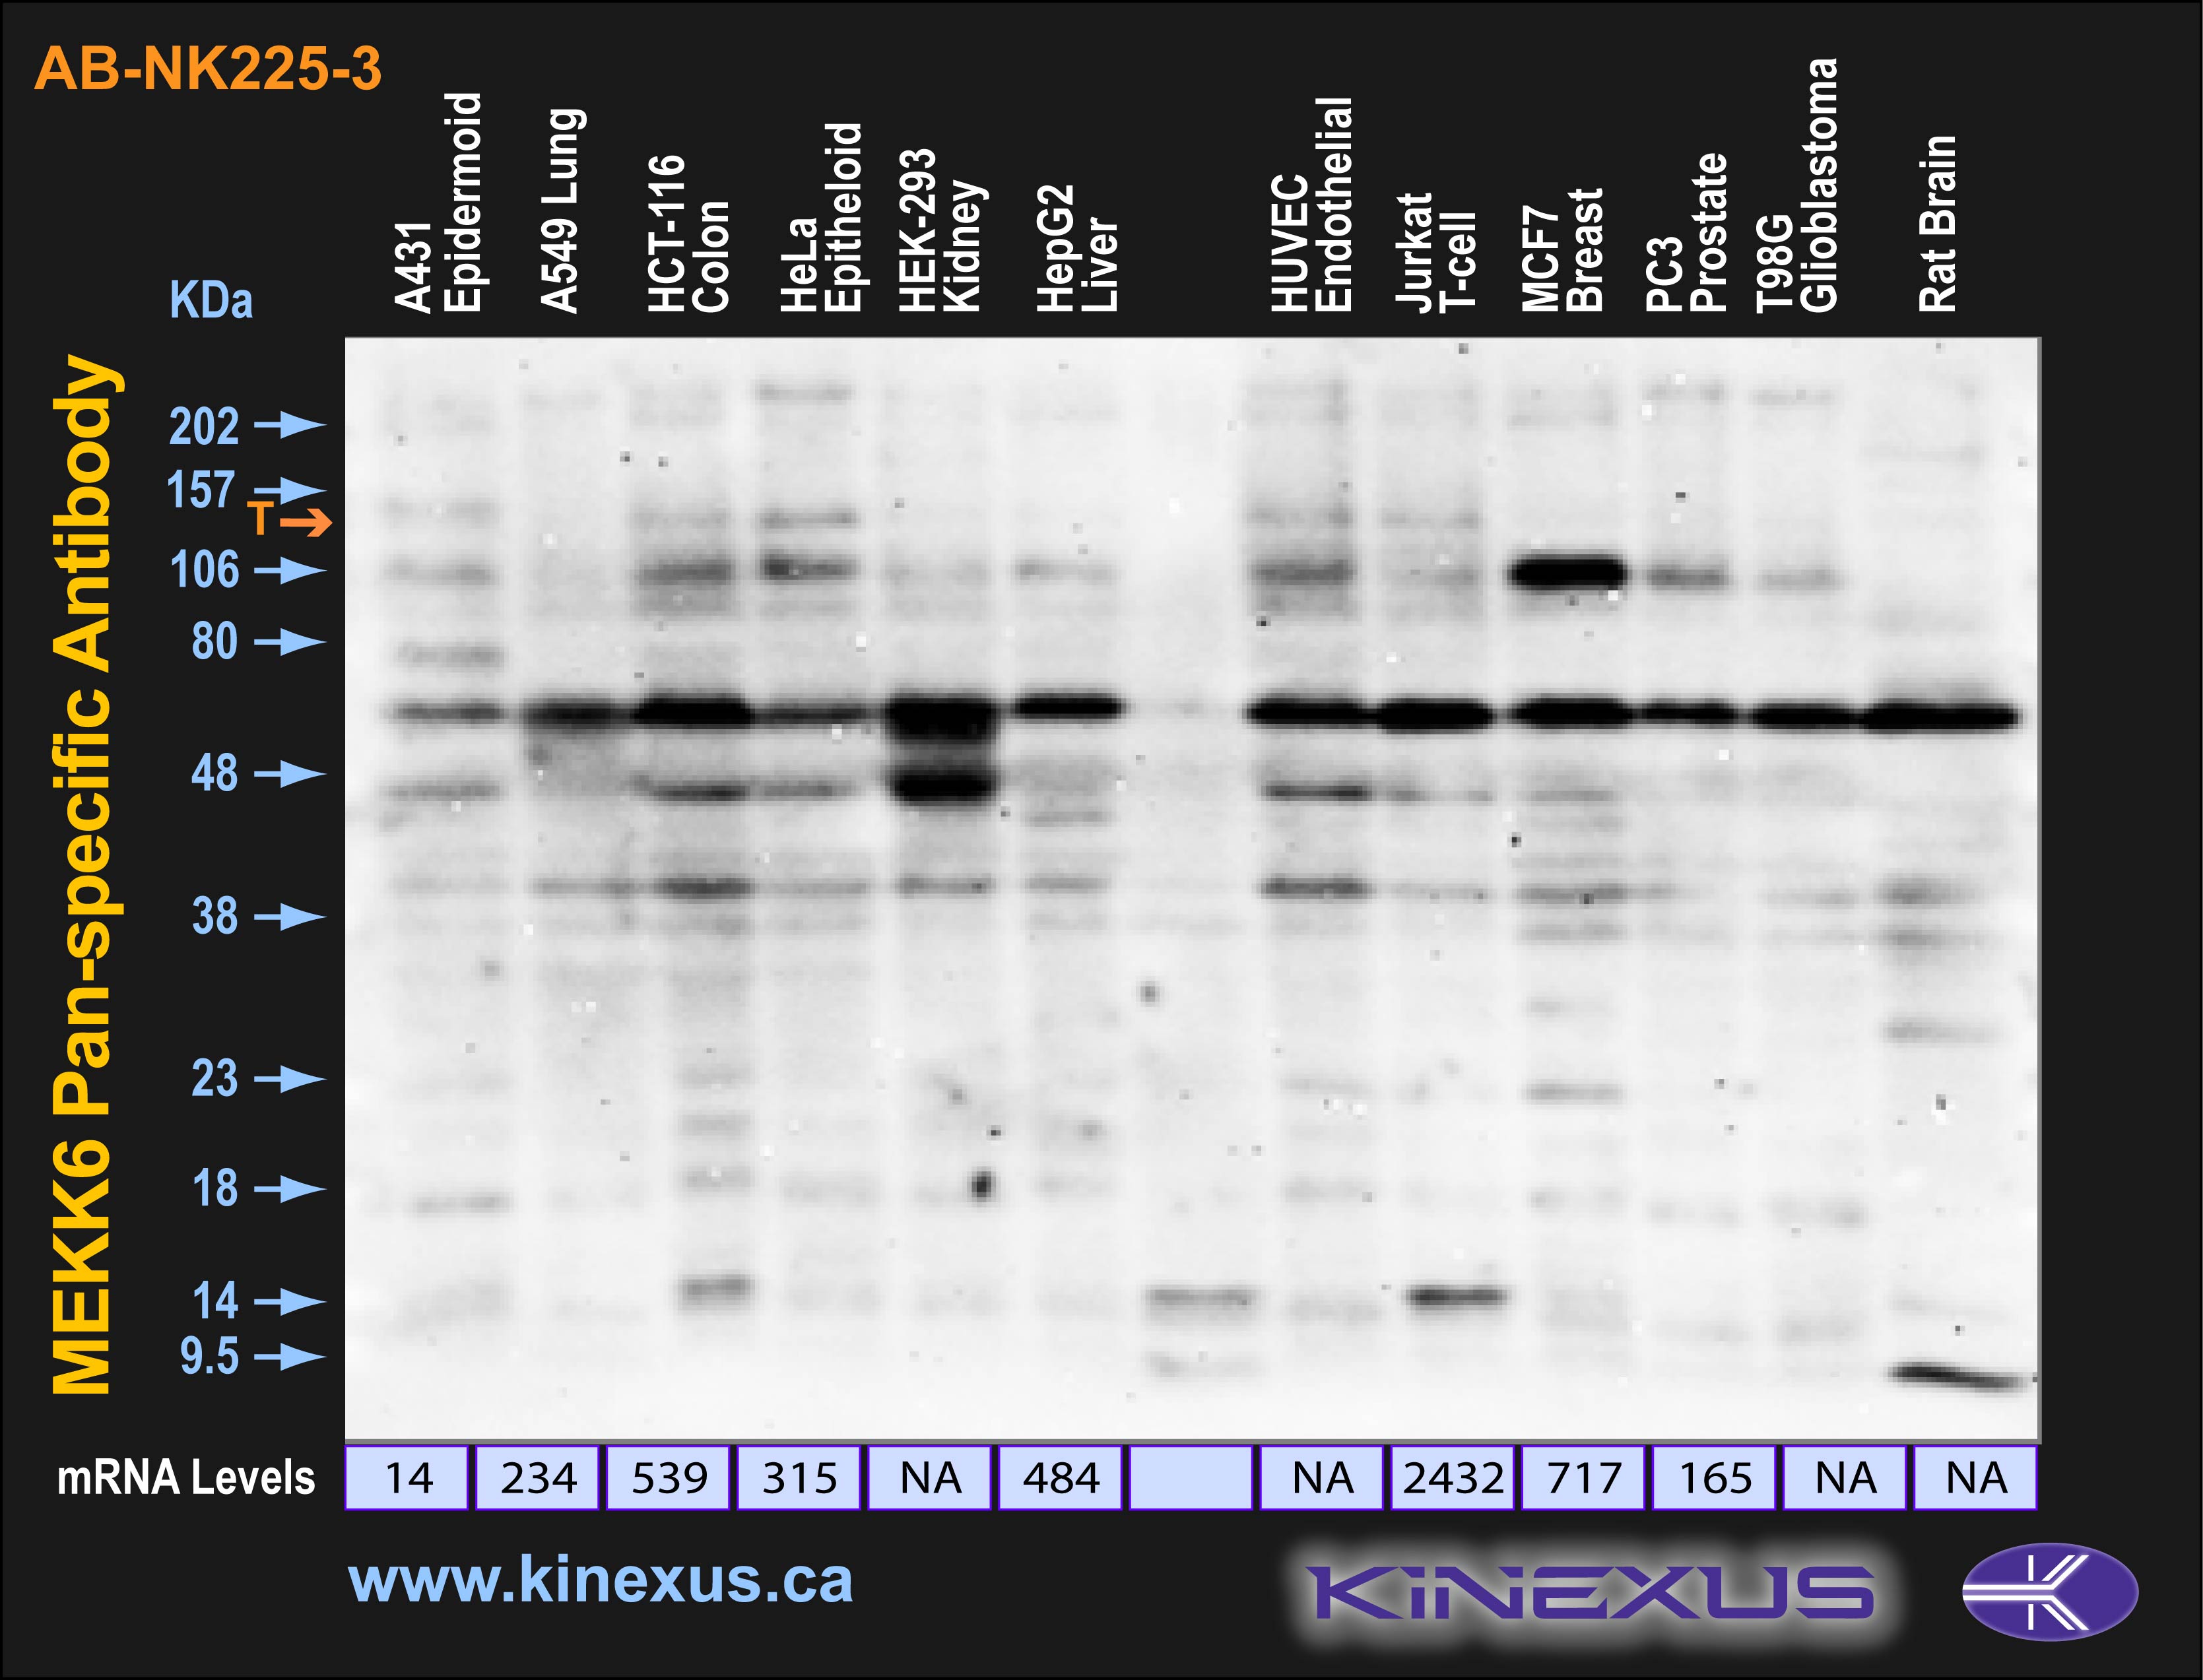 AB-NK225-3
A431
Epidermoid
A549 Lung
HCT-116
Colon
HeLa
Epitheloid
HEK-293
Kidney
HepG2
Liver
HUVEC
Endothelial
Jurkat
T-cell
MCF7
Breast
PC3
Prostate
T98G
Glioblastoma
Rat Brain
KDa
MEKK6 Pan-specific Antibody
202
157
T
106
80
48
38
23
18
14
9.5
mRNA Levels 14 234 539 315 NA 484 NA 2432 717 165 NA NA
www.kinexus.ca
KiNEXUS
K